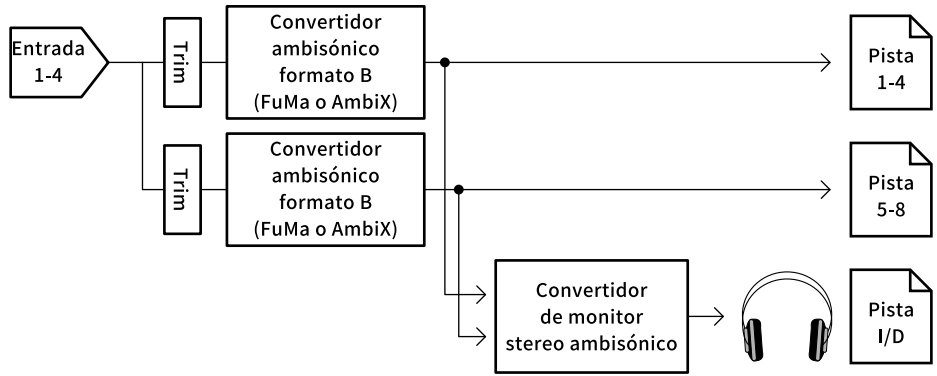 Entrada
1-4
Trim
Convertidor
ambisónico
formato B
(FuMa o AmbiX)
Pista
1-4
Trim
Convertidor
ambisónico
formato B
(FuMa o AmbiX)
Pista
5-8
Convertidor
de monitor
stereo ambisónico
Pista
I/D